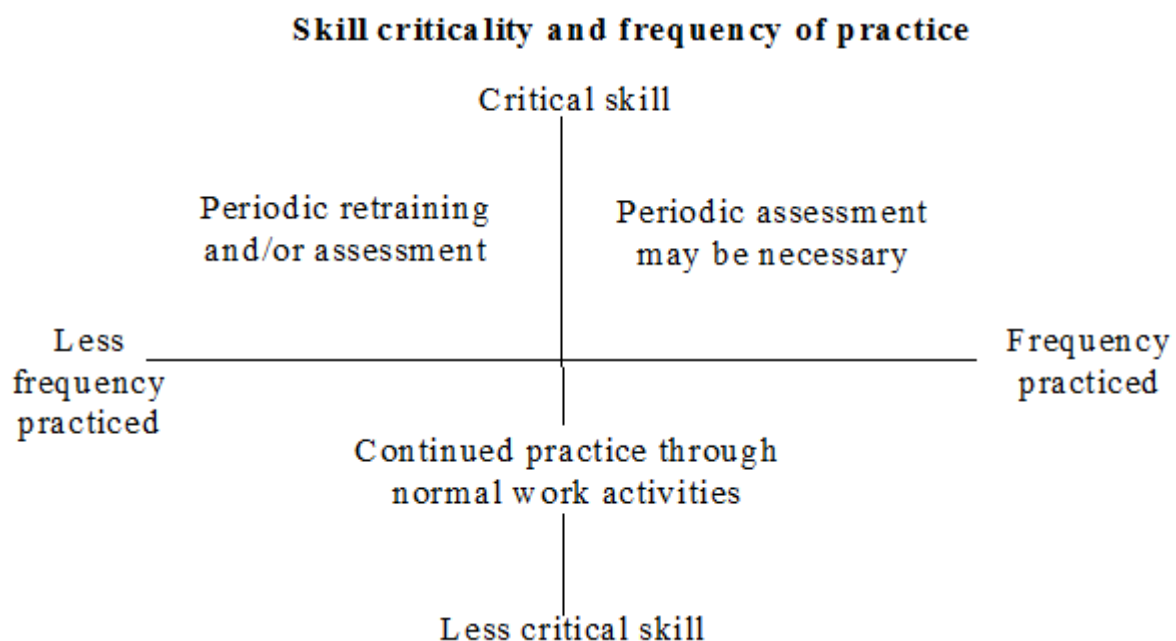 Skill criticality and frequency of practice
Critical skill
Periodic retraining
and/or assessment
Periodic assessment
may be necessary
Less
frequency
practiced
Frequency
practiced
Continued practice through
normal work activities
Less critical skill